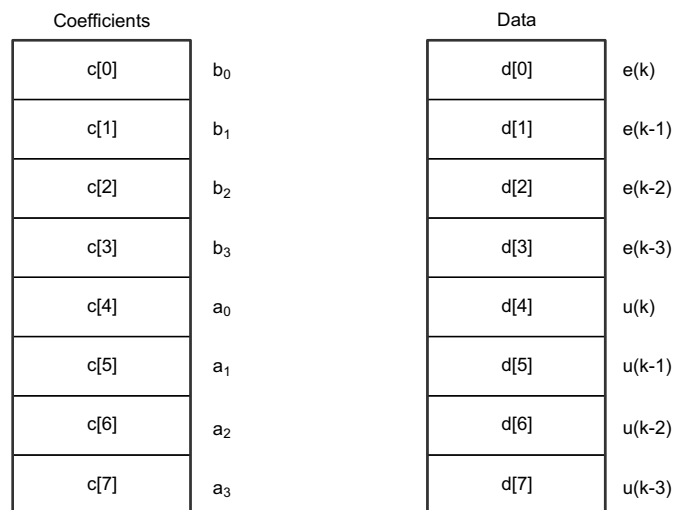 Coefficients Data
c[0] b₀ d[0] e(k)
c[1] b₁ d[1] e(k-1)
c[2] b₂ d[2] e(k-2)
c[3] b₃ d[3] e(k-3)
c[4] a₀ d[4] u(k)
c[5] a₁ d[5] u(k-1)
c[6] a₂ d[6] u(k-2)
c[7] a₃ d[7] u(k-3)